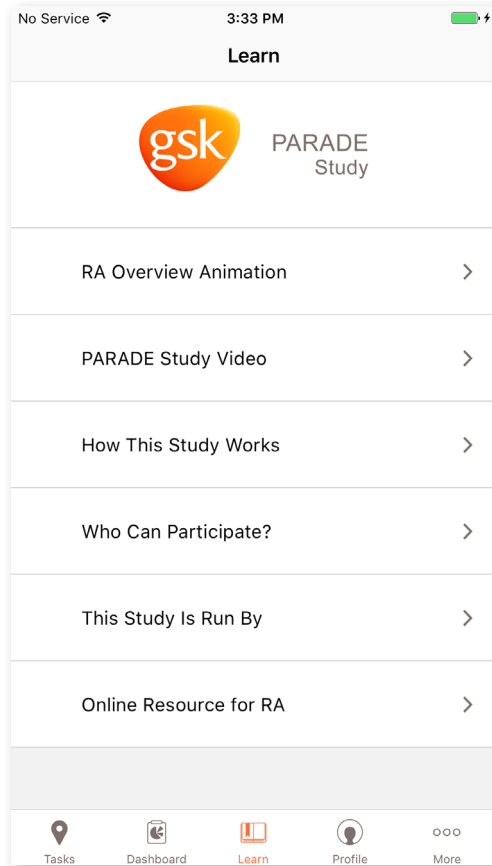 No Service 3:33 PM
Learn
gsk PARADE
Study
RA Overview Animation
PARADE Study Video
How This Study Works
Who Can Participate?
This Study Is Run By
Online Resource for RA
Tasks Dashboard Learn Profile More